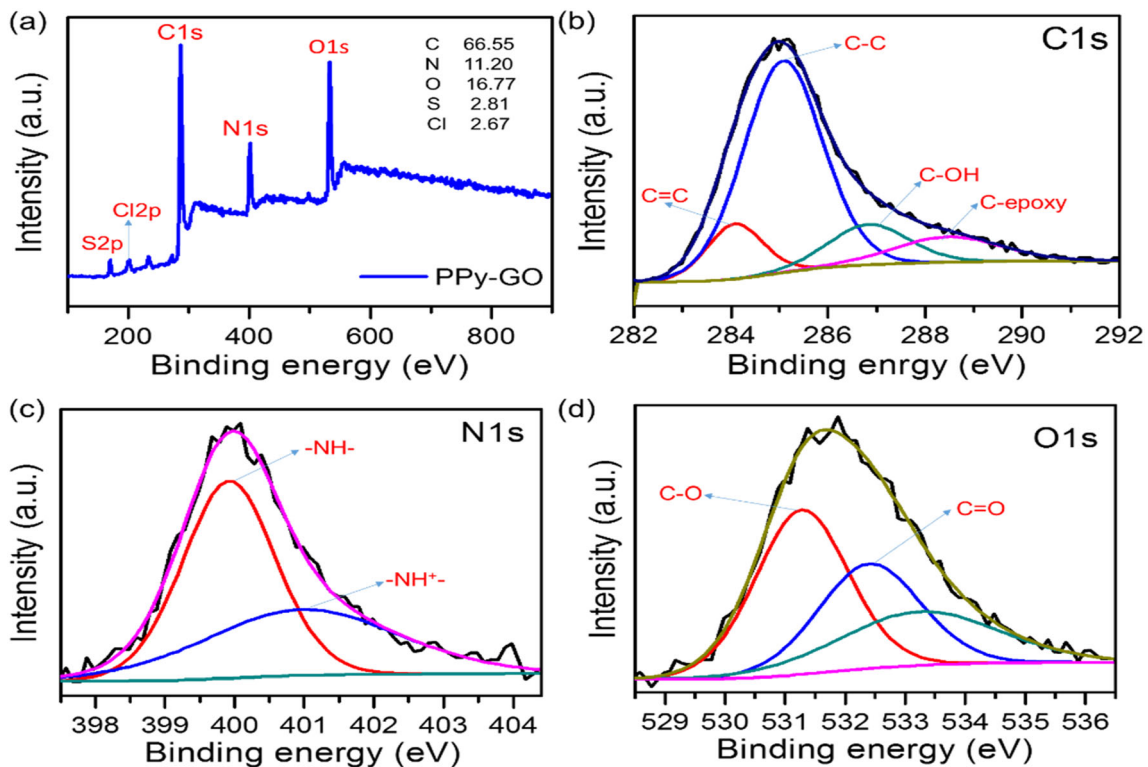 (a)
C1s
O1s
N1s
Cl2p
S2p
C 66.55
N 11.20
O 16.77
S 2.81
Cl 2.67
PPy-GO
Intensity (a.u.)
200 400 600 800
Binding energy (eV)
(b)
C1s
C-C
C=C
C-OH
C-epoxy
Intensity (a.u.)
282 284 286 288 290 292
Binding enrgy (eV)
(c)
N1s
-NH-
-NH⁺-
Intensity (a.u.)
398 399 400 401 402 403 404
Binding energy (eV)
(d)
O1s
C-O
C=O
Intensity (a.u.)
529 530 531 532 533 534 535 536
Binding energy (eV)